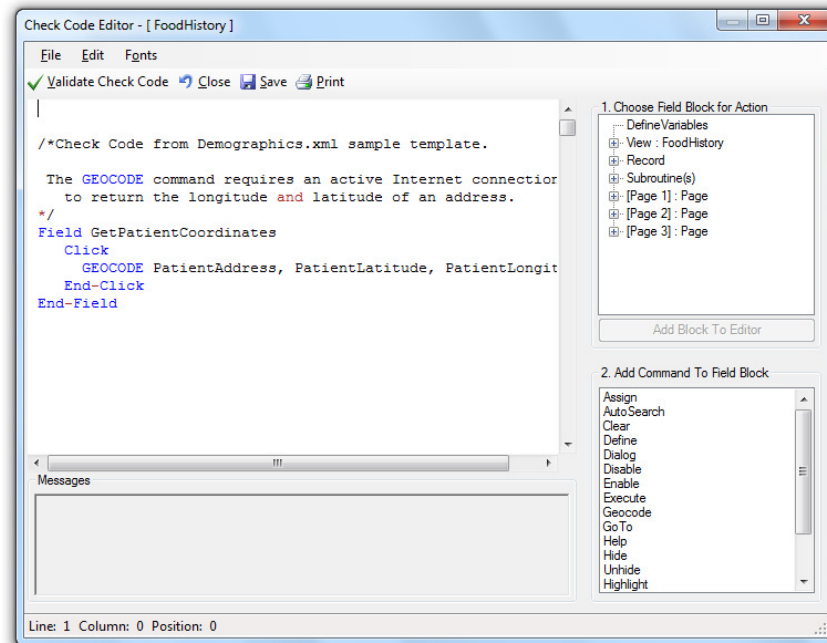 Check Code Editor - [ FoodHistory ]
File Edit Fonts
Validate Check Code Close Save Print
/*Check Code from Demographics.xml sample template.
The GEOCODE command requires an active Internet connection
to return the longitude and latitude of an address.
*/
Field GetPatientCoordinates
Click
GEOCODE PatientAddress, PatientLatitude, PatientLongit
End-Click
End-Field
Messages
Line: 1 Column: 0 Position: 0
1. Choose Field Block for Action
DefineVariables
View : FoodHistory
Record
Subroutine(s)
[Page 1] : Page
[Page 2] : Page
[Page 3] : Page
Add Block To Editor
2. Add Command To Field Block
Assign
AutoSearch
Clear
Define
Dialog
Disable
Enable
Execute
Geocode
GoTo
Help
Hide
Unhide
Highlight